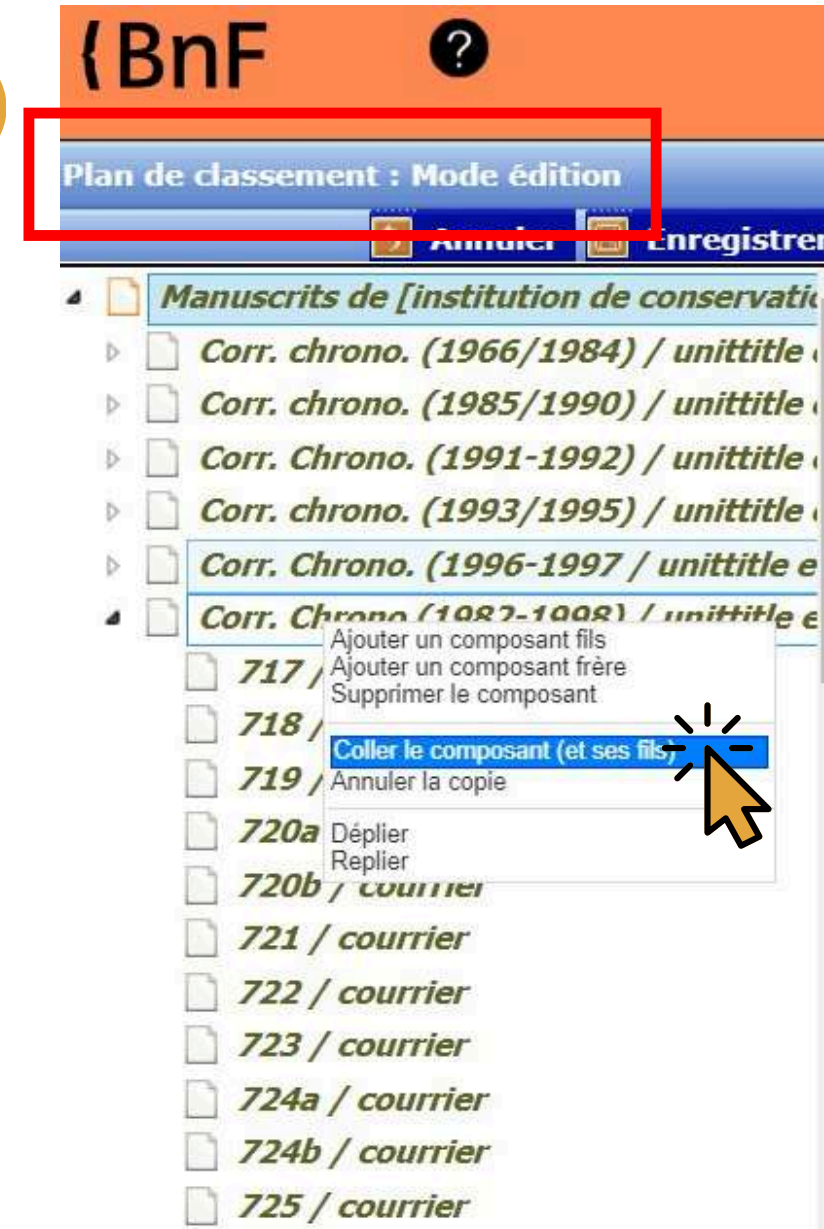 {BnF ?
Plan de classement : Mode édition
Annuler Enregistrer
Manuscrits de [institution de conservatio
Corr. chrono. (1966/1984) / unittitle
Corr. chrono. (1985/1990) / unittitle
Corr. Chrono. (1991-1992) / unittitle
Corr. chrono. (1993/1995) / unittitle
Corr. Chrono. (1996-1997 / unittitle e
Corr. Chrono (1982-1998) / unittitle e
Ajouter un composant fils
717 / Ajouter un composant frère
Supprimer le composant
718 /
Coller le composant (et ses fils)
719 / Annuler la copie
720a Déplier
Replier
720b / courrier
721 / courrier
722 / courrier
723 / courrier
724a / courrier
724b / courrier
725 / courrier